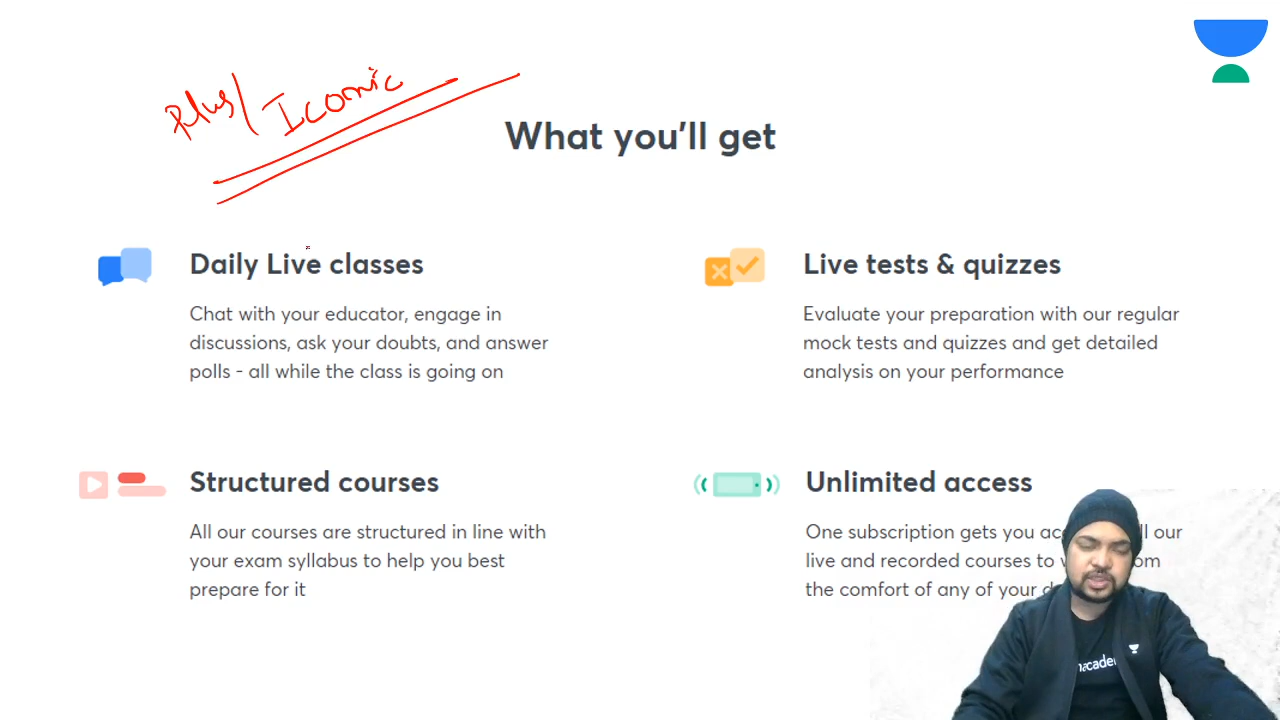 Plus/ Iconic
What you'll get
Daily Live classes
Chat with your educator, engage in
discussions, ask your doubts, and answer
polls - all while the class is going on
Live tests & quizzes
Evaluate your preparation with our regular
mock tests and quizzes and get detailed
analysis on your performance
Structured courses
All our courses are structured in line with
your exam syllabus to help you best
prepare for it
Unlimited access
One subscription gets you our
live and recorded courses to
the comfort of any of your